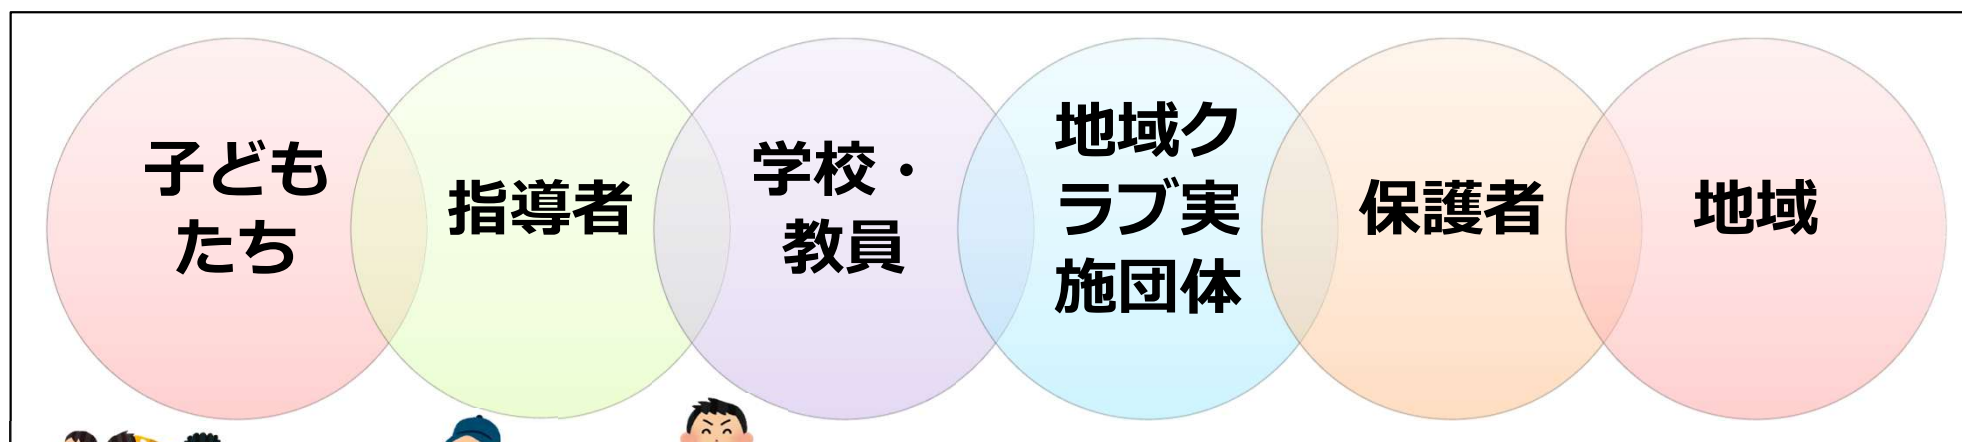 子ども
たち
指導者
学校・
教員
地域ク
ラブ実
施団体
保護者
地域